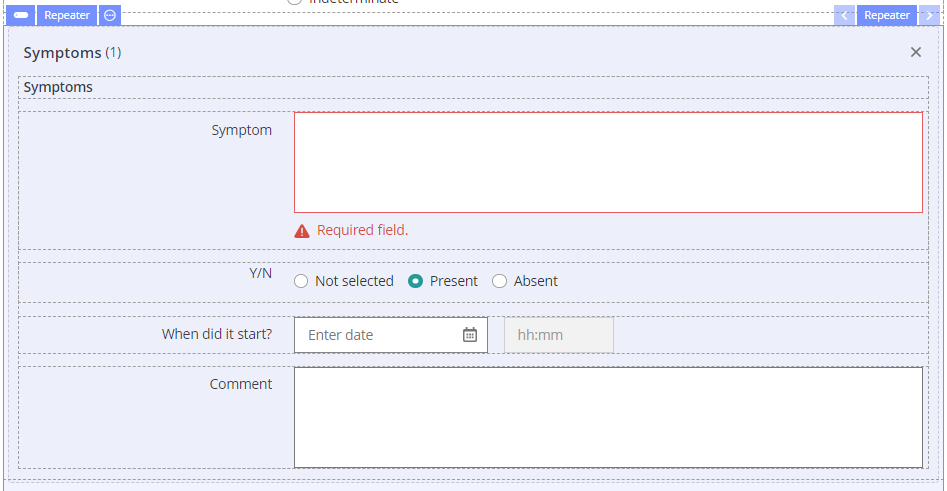 Indeterminate
Repeater
Repeater
Symptoms (1)
Symptoms
Symptom
Required field.
Y/N
Not selected Present Absent
When did it start? Enter date hh:mm
Comment